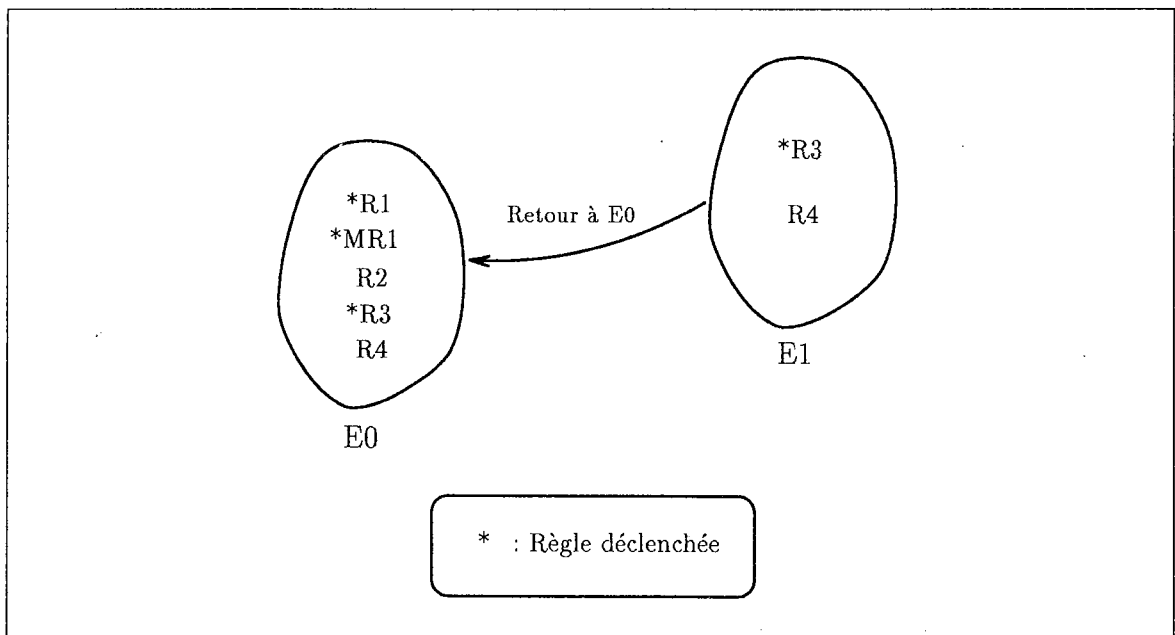 *R1
*MR1
R2
*R3
R4
E0
Retour à E0
*R3
R4
E1
* : Règle déclenchée